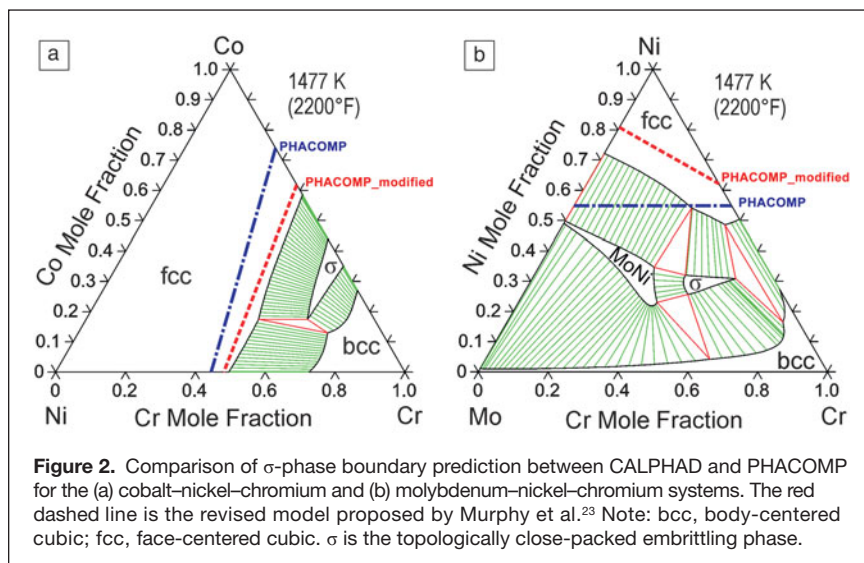 a
Co
1477 K
(2200°F)
1.0
0.9
0.8
0.7
0.6
0.5
0.4
0.3
0.2
0.1
0
Co Mole Fraction
PHACOMP
PHACOMP_modified
fcc
σ
bcc
0 0.2 0.4 0.6 0.8 1.0
Ni Cr Mole Fraction Cr
b
Ni
1477 K
(2200°F)
1.0
0.9
0.8
0.7
0.6
0.5
0.4
0.3
0.2
0.1
0
Ni Mole Fraction
fcc
PHACOMP_modified
PHACOMP
MoNi
σ
bcc
0 0.2 0.4 0.6 0.8 1.0
Mo Cr Mole Fraction Cr
Figure 2. Comparison of σ-phase boundary prediction between CALPHAD and PHACOMP
for the (a) cobalt–nickel–chromium and (b) molybdenum–nickel–chromium systems. The red
dashed line is the revised model proposed by Murphy et al.²³ Note: bcc, body-centered
cubic; fcc, face-centered cubic. σ is the topologically close-packed embrittling phase.